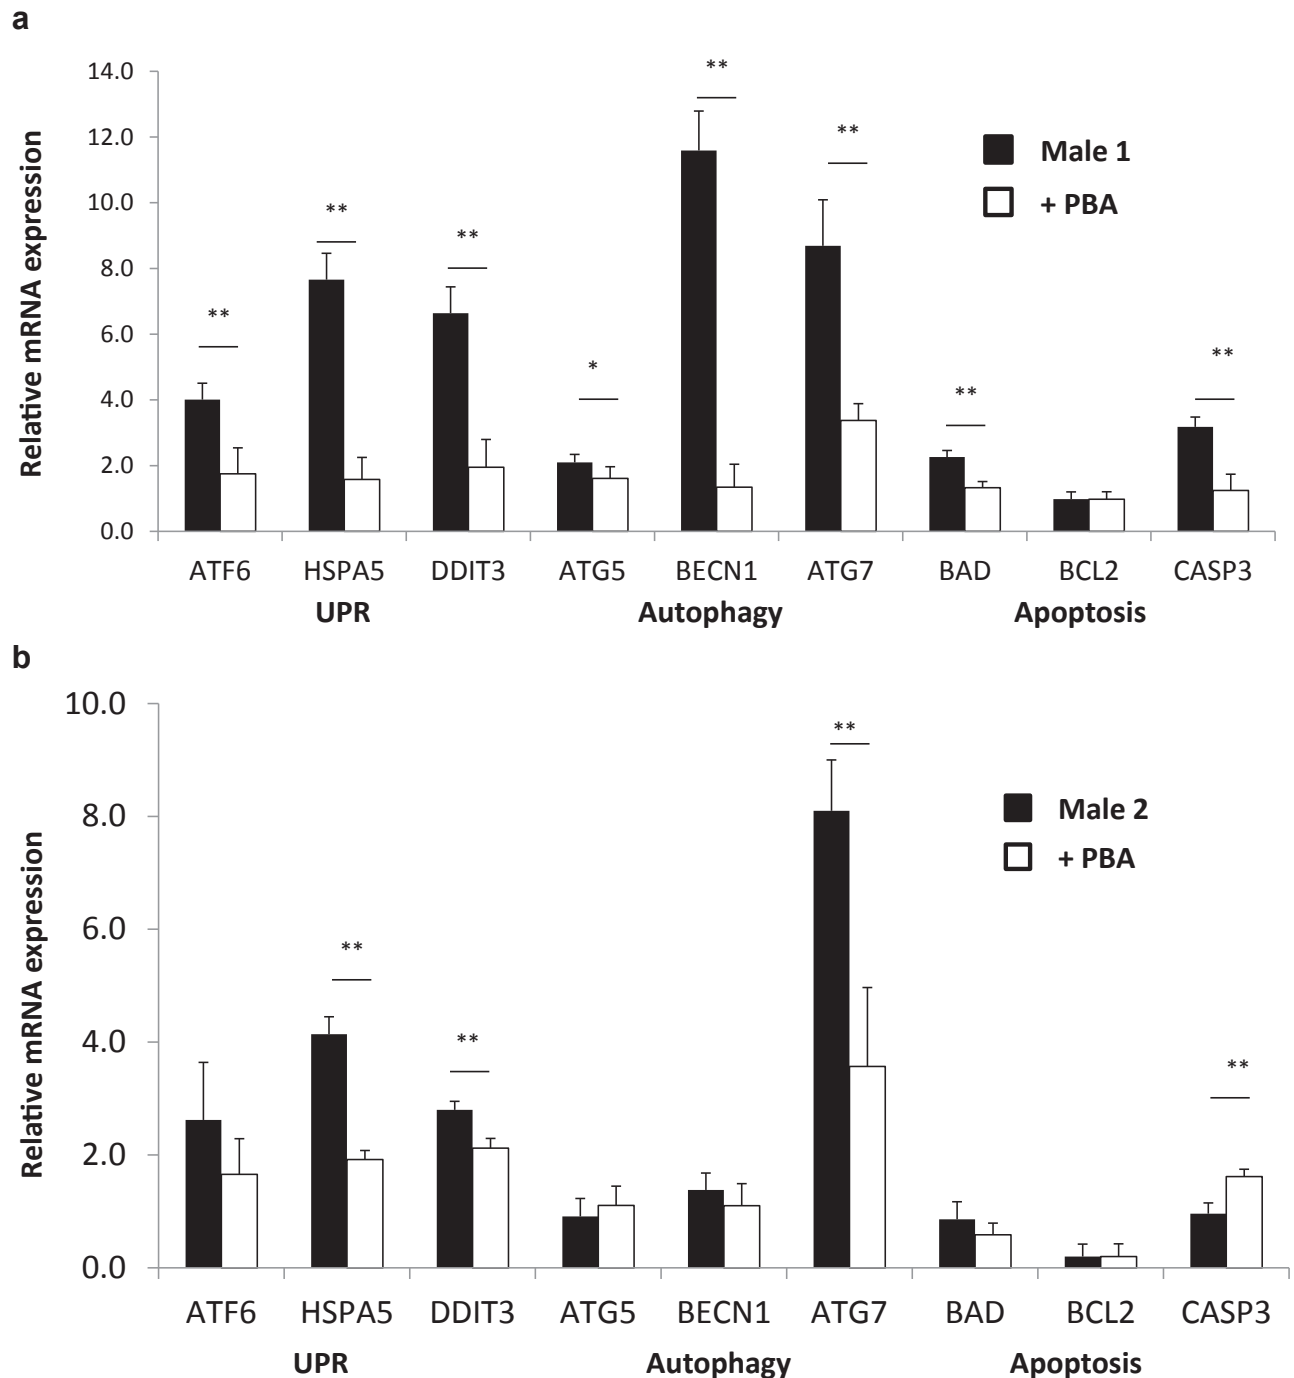 a
14.0
12.0
10.0
8.0
6.0
4.0
2.0
0.0
Relative mRNA expression
**
**
**
*
**
**
**
**
Male 1
+ PBA
ATF6 HSPA5 DDIT3 ATG5 BECN1 ATG7 BAD BCL2 CASP3
UPR Autophagy Apoptosis
b
10.0
8.0
6.0
4.0
2.0
0.0
Relative mRNA expression
**
**
**
**
Male 2
+ PBA
ATF6 HSPA5 DDIT3 ATG5 BECN1 ATG7 BAD BCL2 CASP3
UPR Autophagy Apoptosis